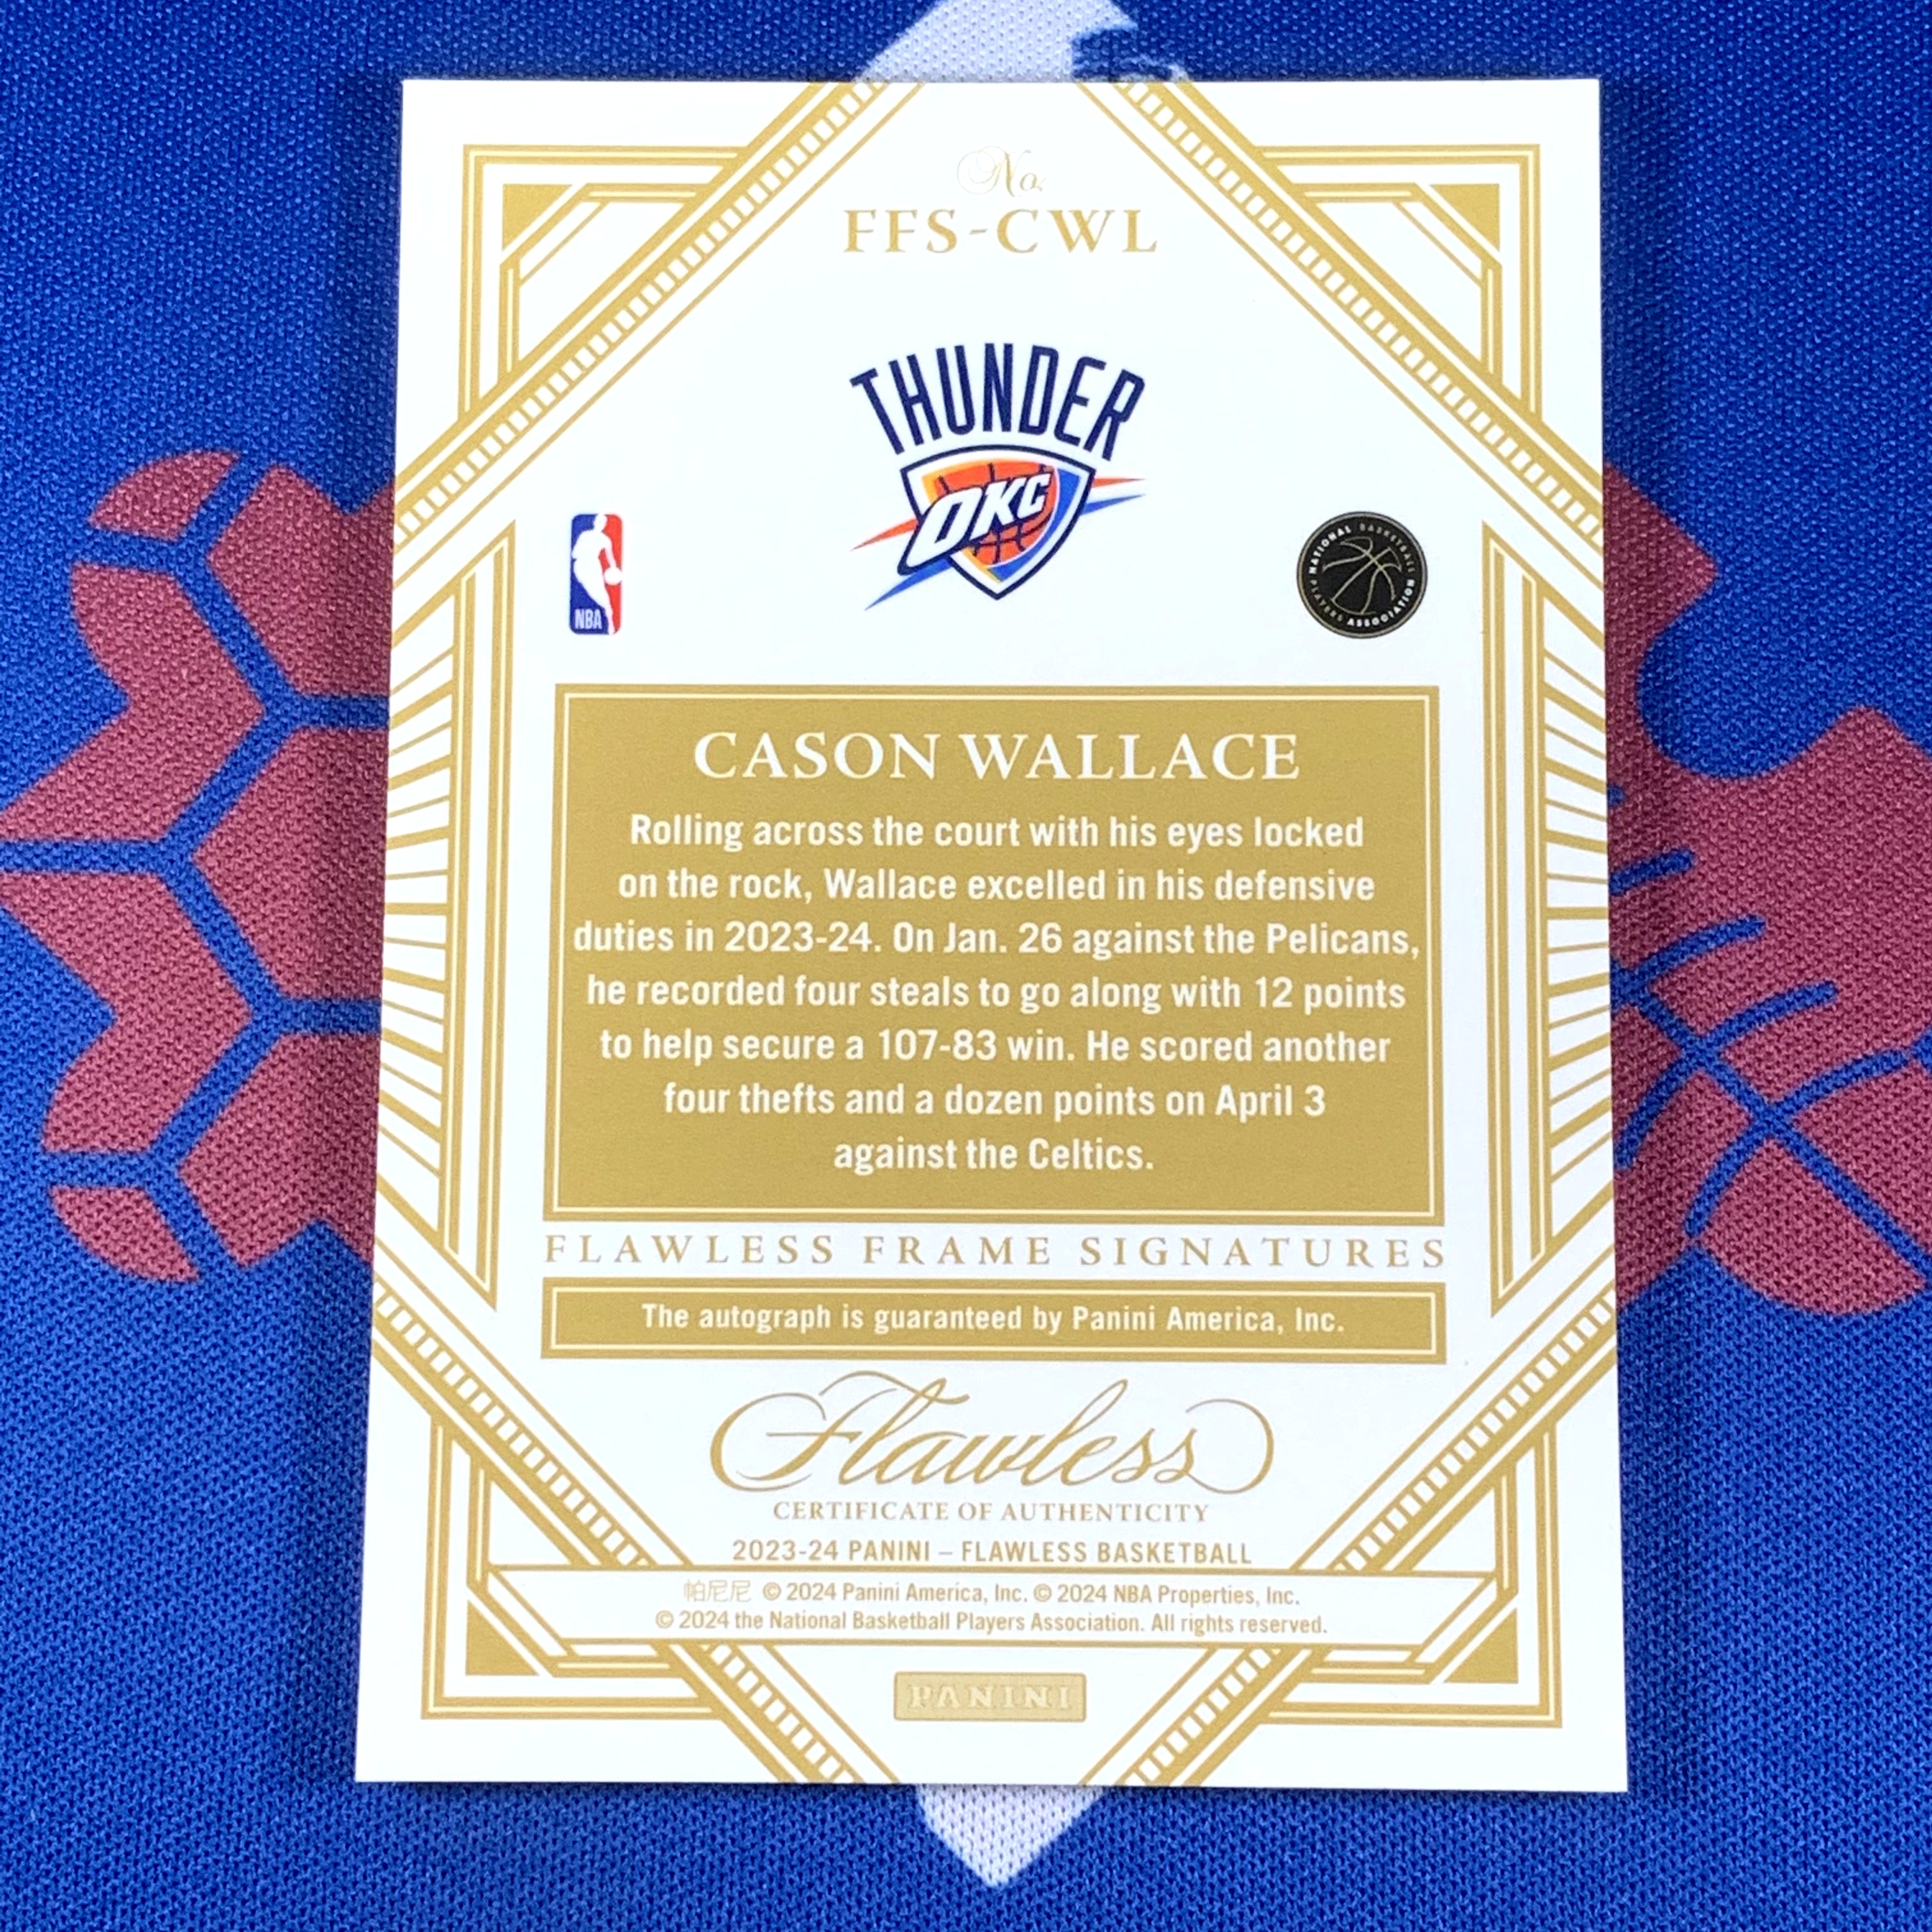 No.
FFS-CWL
THUNDER
OKC
NBA
NATIONAL BASKETBALL PLAYERS ASSOCIATION
CASON WALLACE
Rolling across the court with his eyes locked
on the rock, Wallace excelled in his defensive
duties in 2023-24. On Jan. 26 against the Pelicans,
he recorded four steals to go along with 12 points
to help secure a 107-83 win. He scored another
four thefts and a dozen points on April 3
against the Celtics.
FLAWLESS FRAME SIGNATURES
The autograph is guaranteed by Panini America, Inc.
Flawless
CERTIFICATE OF AUTHENTICITY
2023-24 PANINI – FLAWLESS BASKETBALL
帕尼尼 © 2024 Panini America, Inc. © 2024 NBA Properties, Inc.
© 2024 the National Basketball Players Association. All rights reserved.
PANINI